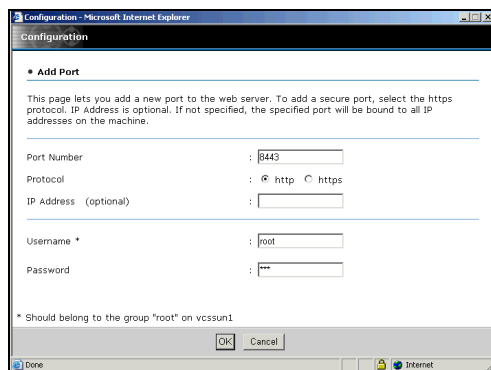 Configuration - Microsoft Internet Explorer
Configuration
• Add Port
This page lets you add a new port to the web server. To add a secure port, select the https
protocol. IP Address is optional. If not specified, the specified port will be bound to all IP
addresses on the machine.
Port Number : 8443
Protocol : http https
IP Address (optional) :
Username * : root
Password : ***
* Should belong to the group "root" on vcssun1
OK Cancel
Done Internet